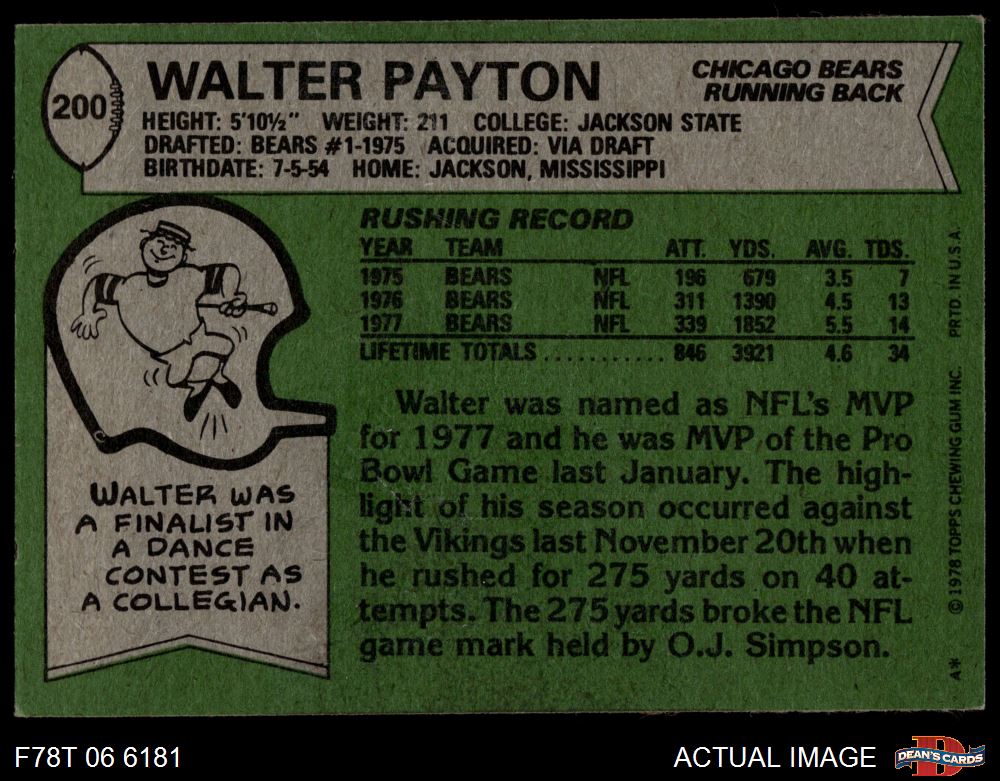 200
WALTER PAYTON
CHICAGO BEARS
RUNNING BACK
HEIGHT: 5'10½" WEIGHT: 211 COLLEGE: JACKSON STATE
DRAFTED: BEARS #1-1975 ACQUIRED: VIA DRAFT
BIRTHDATE: 7-5-54 HOME: JACKSON, MISSISSIPPI
RUSHING RECORD
YEAR TEAM ATT. YDS. AVG. TDS.
1975 BEARS NFL 196 679 3.5 7
1976 BEARS NFL 311 1390 4.5 13
1977 BEARS NFL 339 1852 5.5 14
LIFETIME TOTALS ........... 846 3921 4.6 34
Walter was named as NFL's MVP
for 1977 and he was MVP of the Pro
Bowl Game last January. The high-
light of his season occurred against
the Vikings last November 20th when
he rushed for 275 yards on 40 at-
tempts. The 275 yards broke the NFL
game mark held by O.J. Simpson.
WALTER WAS
A FINALIST IN
A DANCE
CONTEST AS
A COLLEGIAN.
A* © 1978 TOPPS CHEWING GUM INC. PRTD. IN U.S.A.
F78T 06 6181
ACTUAL IMAGE
D
DEAN'S CARDS